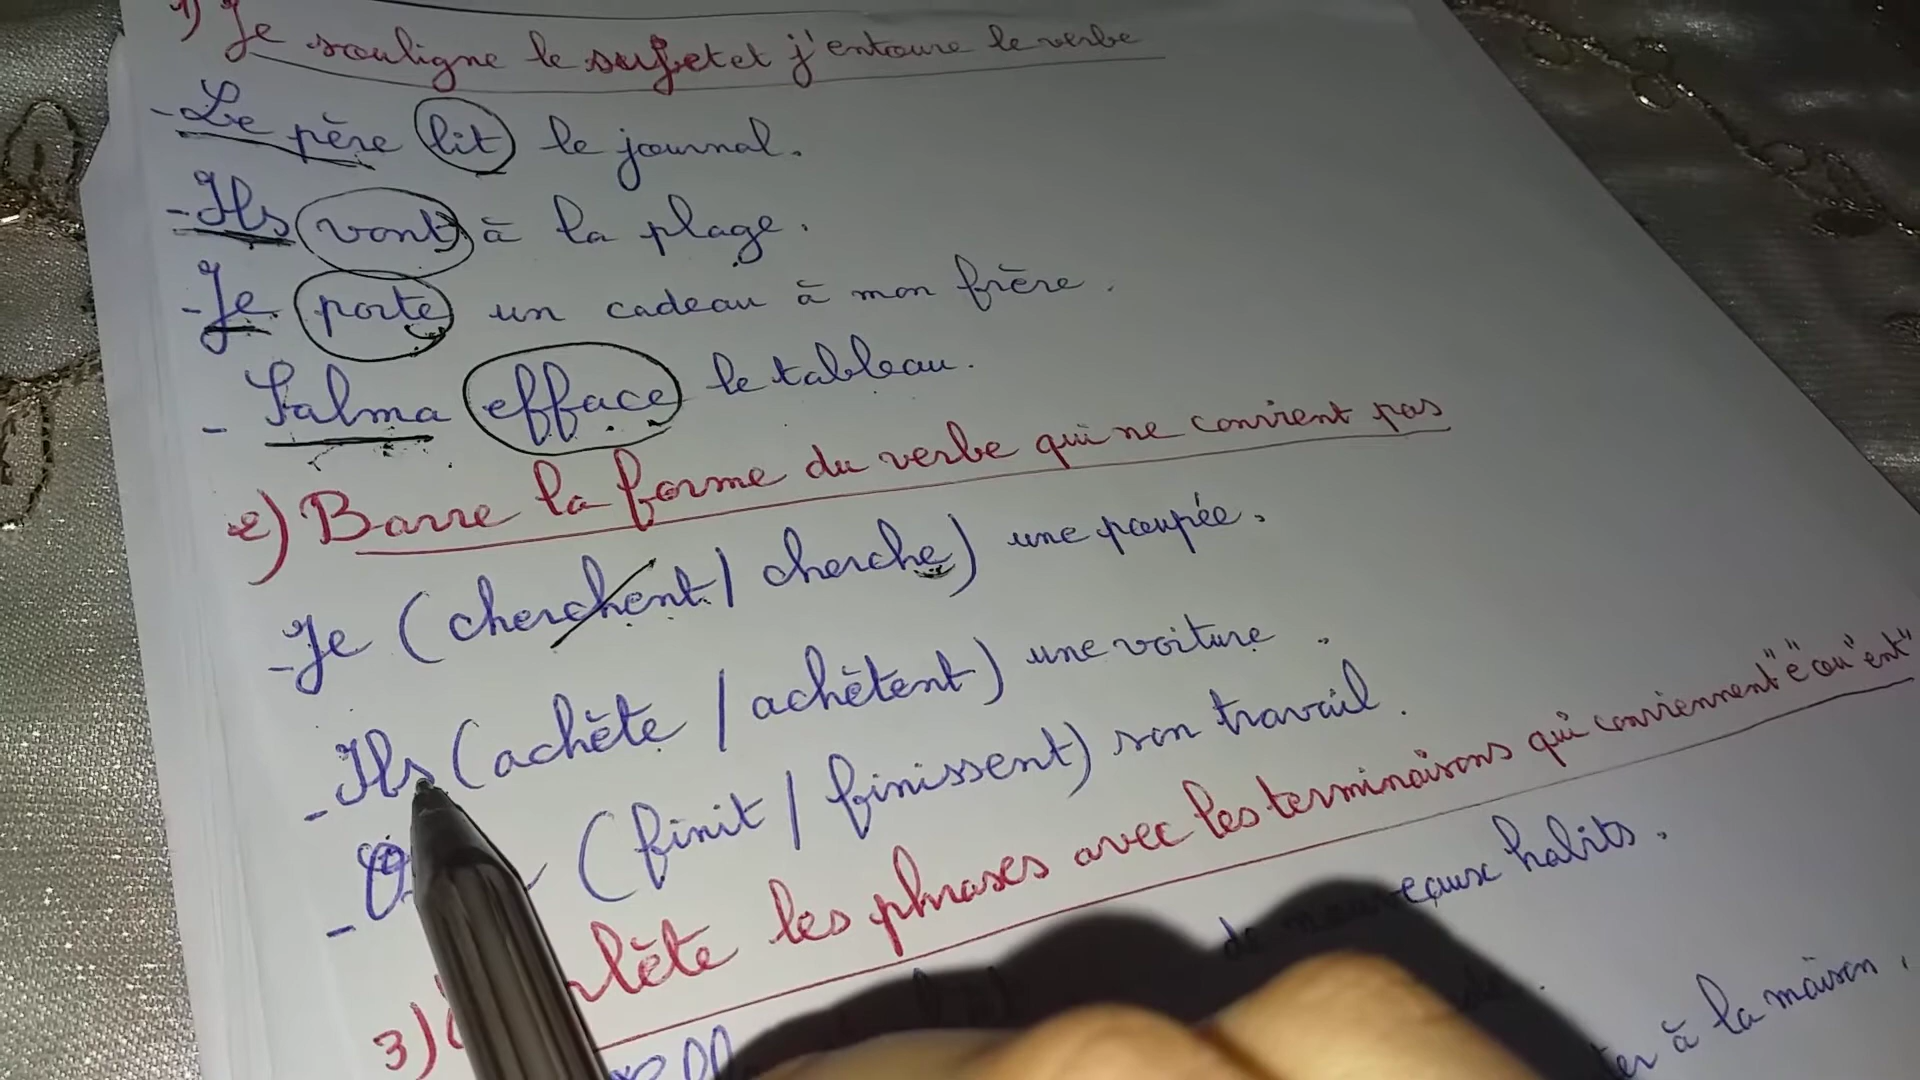 1) Je souligne le sujet et j'entoure le verbe
- Le père lit le journal.
- Ils vont à la plage.
- Je porte un cadeau à mon frère.
- Salma efface le tableau.
2) Barre la forme du verbe qui ne convient pas
- Je (cherchent / cherche) une poupée.
- Ils (achète / achètent) une voiture.
- (finit / finissent) son travail.
3) les phrases avec les terminaisons qui conviennent "e" ou "ent"
habits.
à la maison.